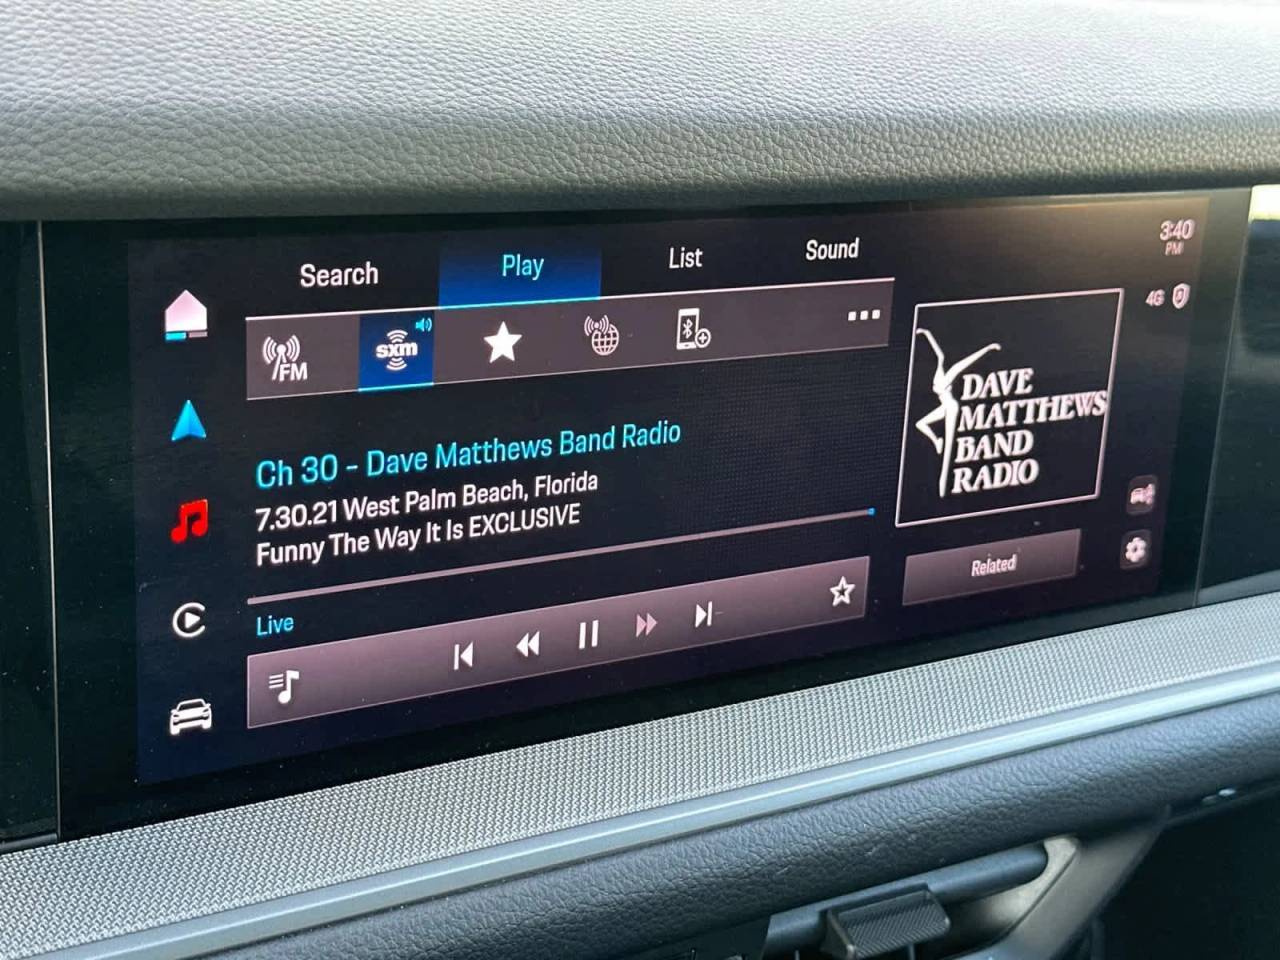 Search
Play
List
Sound
3:40
PM
4G
FM
sxm
Ch 30 - Dave Matthews Band Radio
7.30.21 West Palm Beach, Florida
Funny The Way It Is EXCLUSIVE
Live
DAVE
MATTHEWS
BAND
RADIO
Related